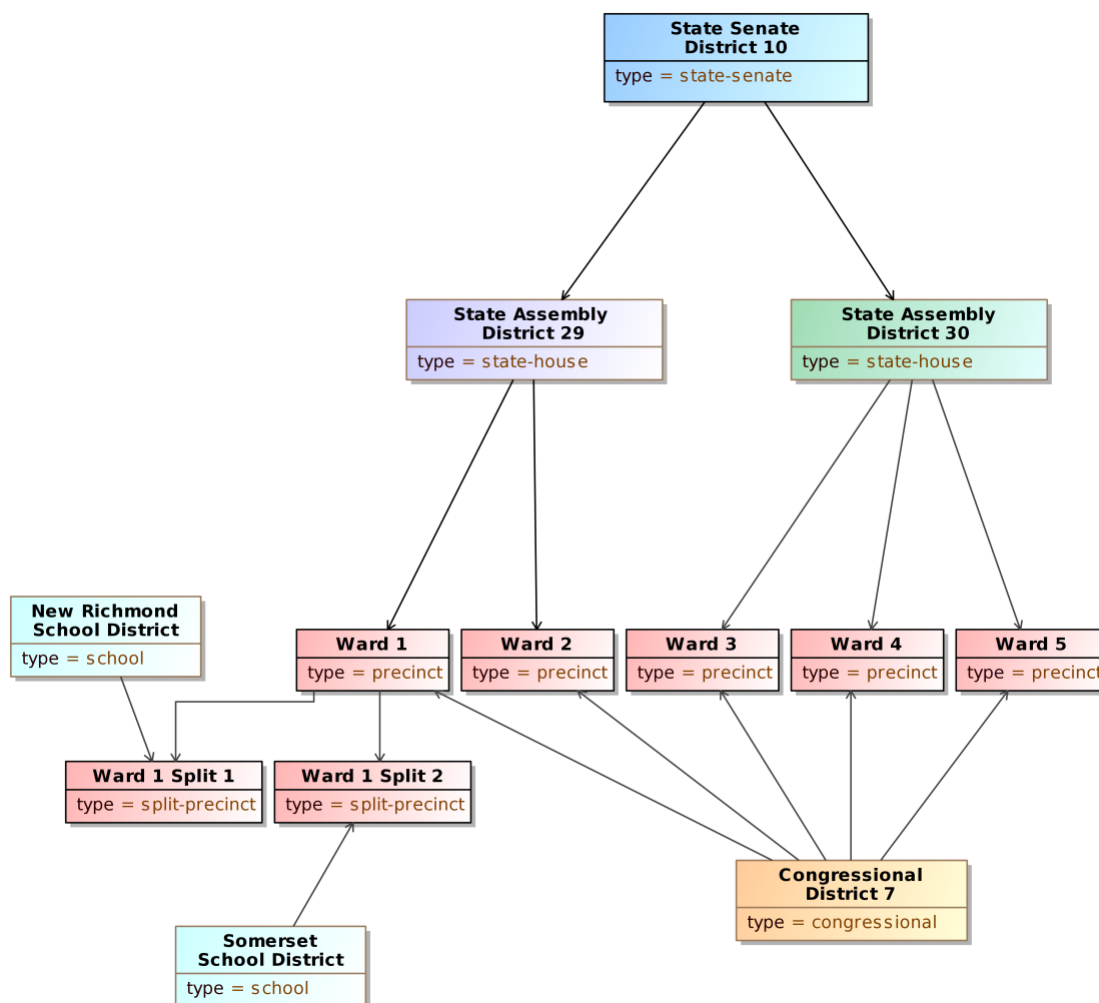 State Senate
District 10
type = state-senate
State Assembly
District 29
type = state-house
State Assembly
District 30
type = state-house
New Richmond
School District
type = school
Ward 1
type = precinct
Ward 2
type = precinct
Ward 3
type = precinct
Ward 4
type = precinct
Ward 5
type = precinct
Ward 1 Split 1
type = split-precinct
Ward 1 Split 2
type = split-precinct
Congressional
District 7
type = congressional
Somerset
School District
type = school